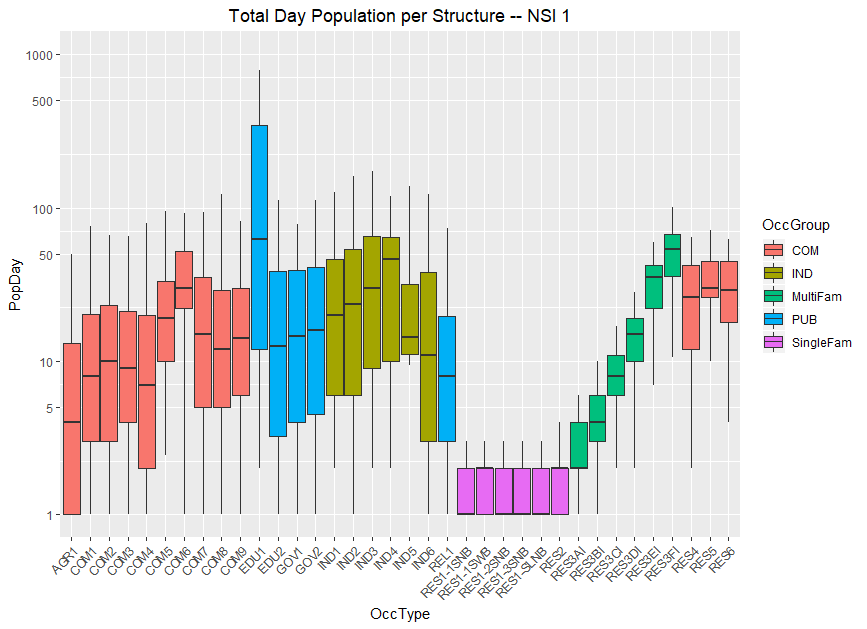 Total Day Population per Structure -- NSI 1
1000
500
100
50
10
5
1
PopDay
AGR1
COM1
COM2
COM3
COM4
COM5
COM6
COM7
COM8
COM9
EDU1
EDU2
GOV1
GOV2
IND1
IND2
IND3
IND4
IND5
IND6
REL1
RES1-1SNB
RES1-1SWB
RES1-2SNB
RES1-3SNB
RES1-SLNB
RES2
RES3AI
RES3BI
RES3CI
RES3DI
RES3EI
RES3FI
RES4
RES5
RES6
OccType
OccGroup
COM
IND
MultiFam
PUB
SingleFam